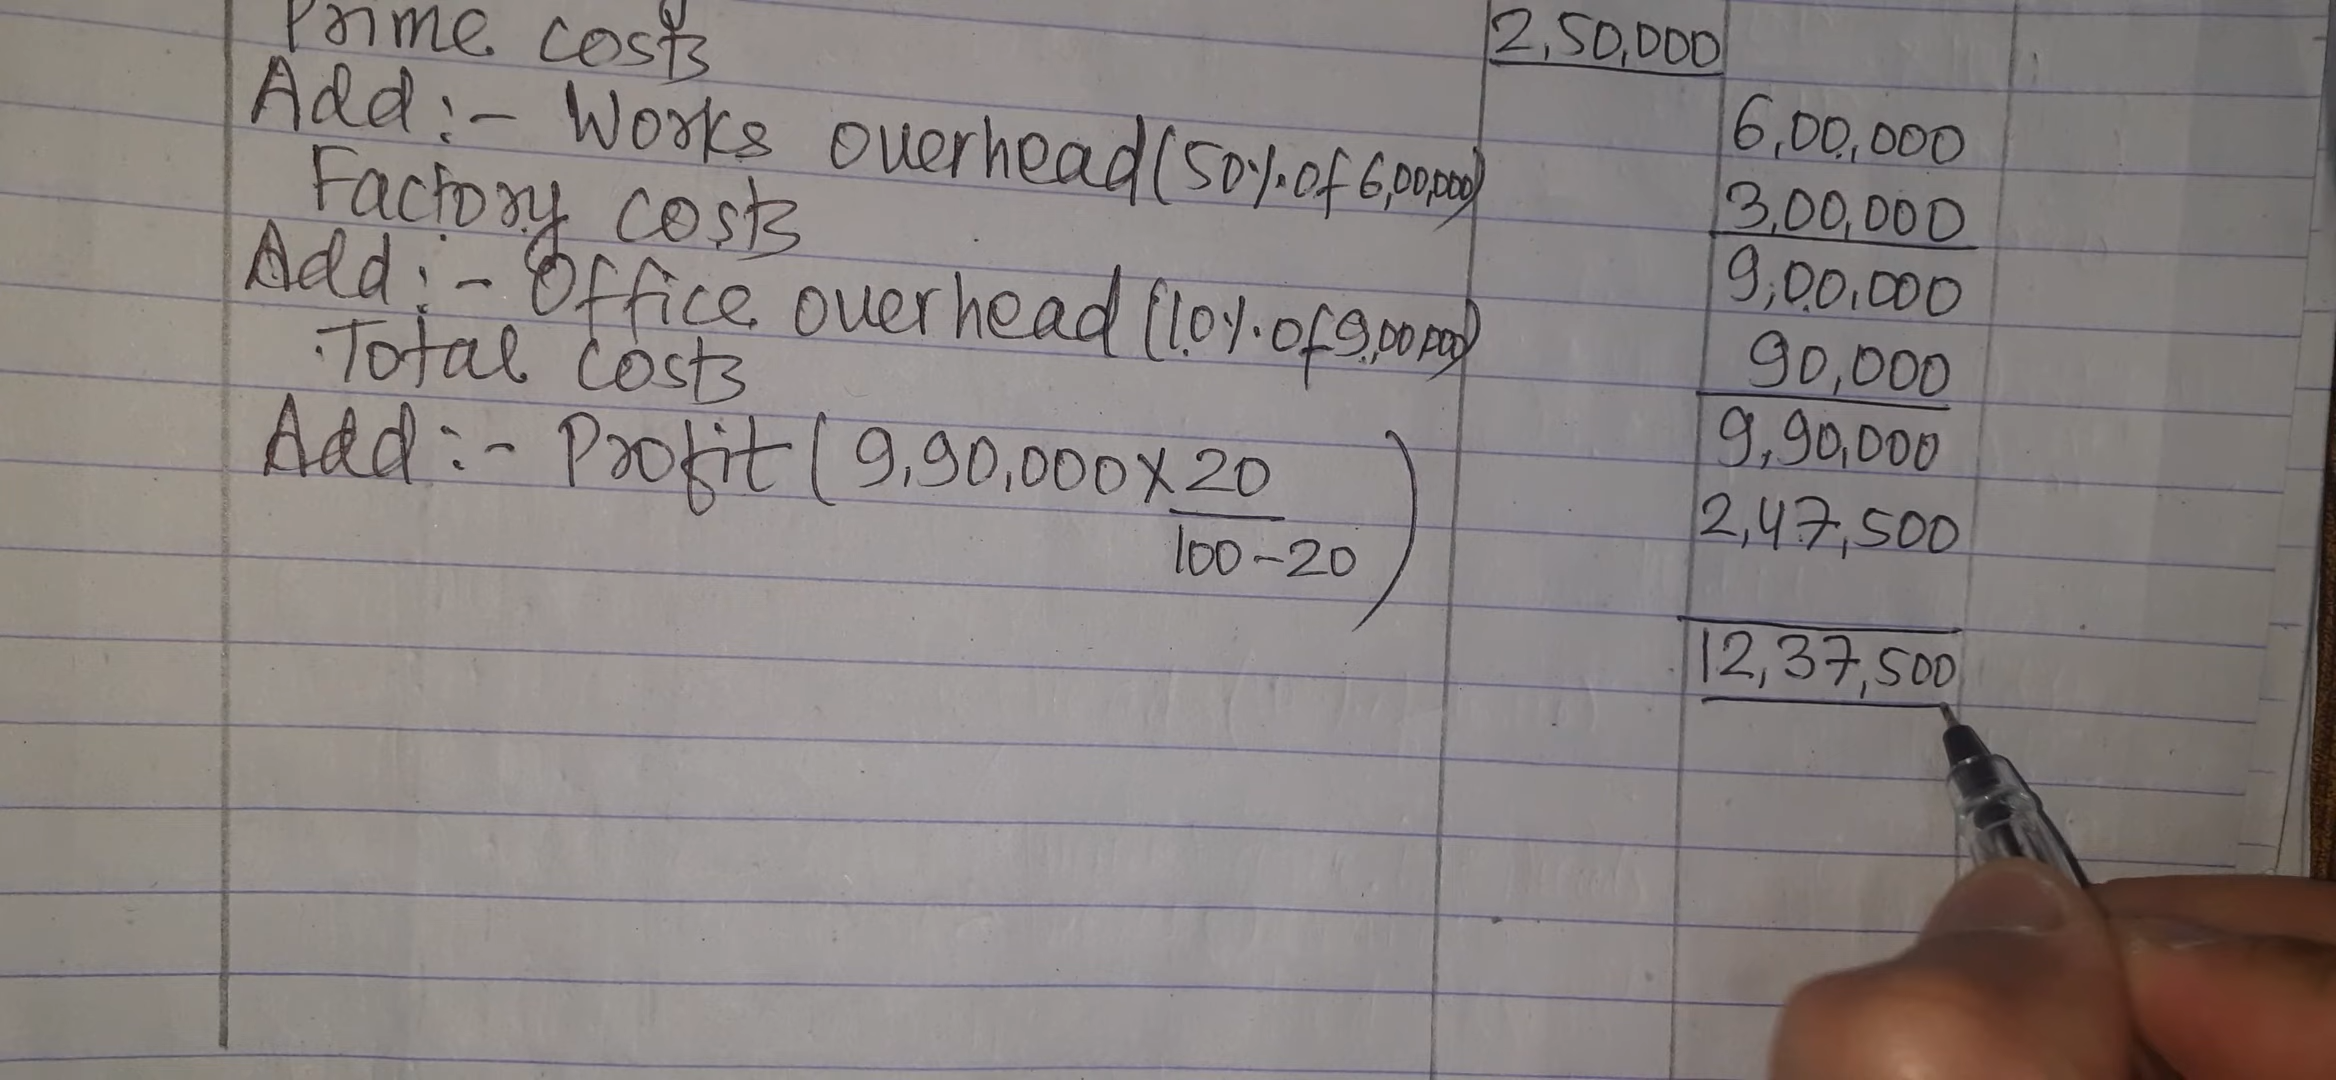 Prime costs 2,50,000
6,00,000
Add:- Works overhead (50% of 6,00,000) 3,00,000
Factory costs 9,00,000
Add:- Office overhead (10% of 9,00,000) 90,000
Total costs 9,90,000
Add:- Profit (9,90,000 × 20 2,47,500
100-20)
12,37,500